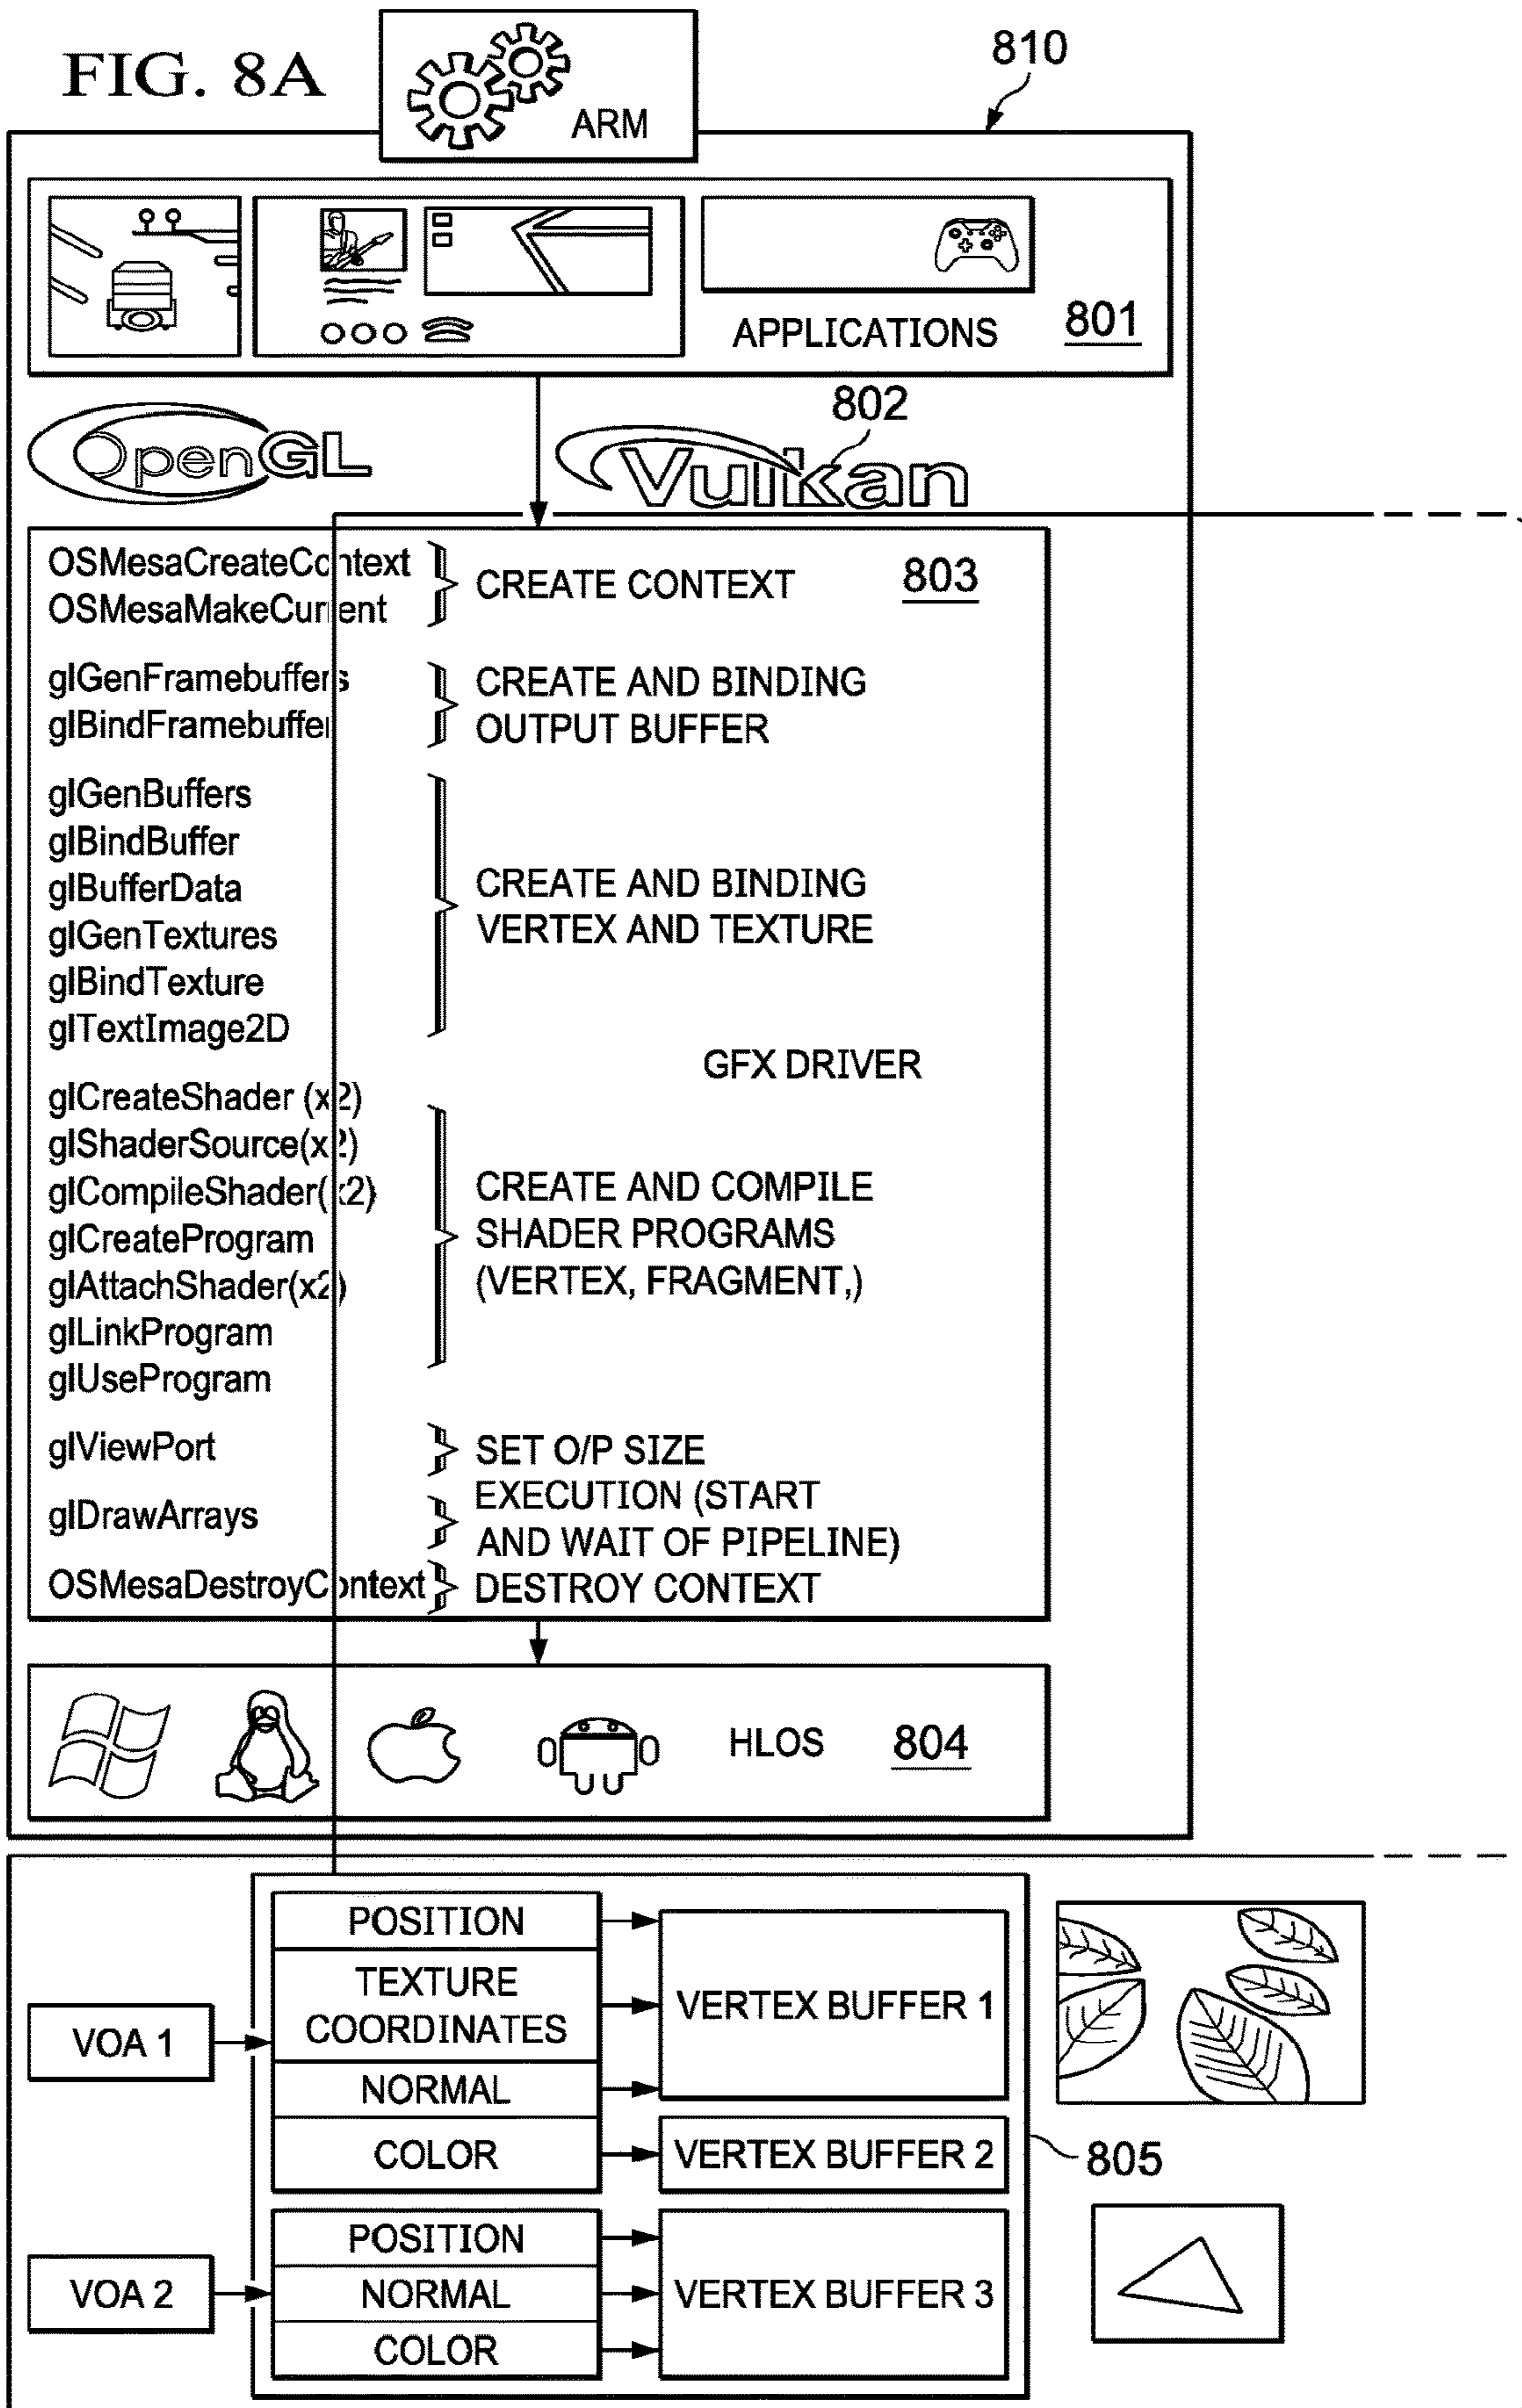 FIG. 8A
ARM
810
APPLICATIONS 801
OpenGL
Vulkan
802
OSMesaCreateContext
OSMesaMakeCurrent
CREATE CONTEXT
803
glGenFramebuffers
glBindFramebuffer
CREATE AND BINDING
OUTPUT BUFFER
glGenBuffers
glBindBuffer
glBufferData
glGenTextures
glBindTexture
glTextImage2D
CREATE AND BINDING
VERTEX AND TEXTURE
GFX DRIVER
glCreateShader (x2)
glShaderSource(x2)
glCompileShader(x2)
glCreateProgram
glAttachShader(x2)
glLinkProgram
glUseProgram
CREATE AND COMPILE
SHADER PROGRAMS
(VERTEX, FRAGMENT,)
glViewPort
SET O/P SIZE
glDrawArrays
EXECUTION (START
AND WAIT OF PIPELINE)
OSMesaDestroyContext
DESTROY CONTEXT
HLOS 804
VOA 1
POSITION
TEXTURE
COORDINATES
NORMAL
COLOR
VERTEX BUFFER 1
VERTEX BUFFER 2
805
VOA 2
POSITION
NORMAL
COLOR
VERTEX BUFFER 3